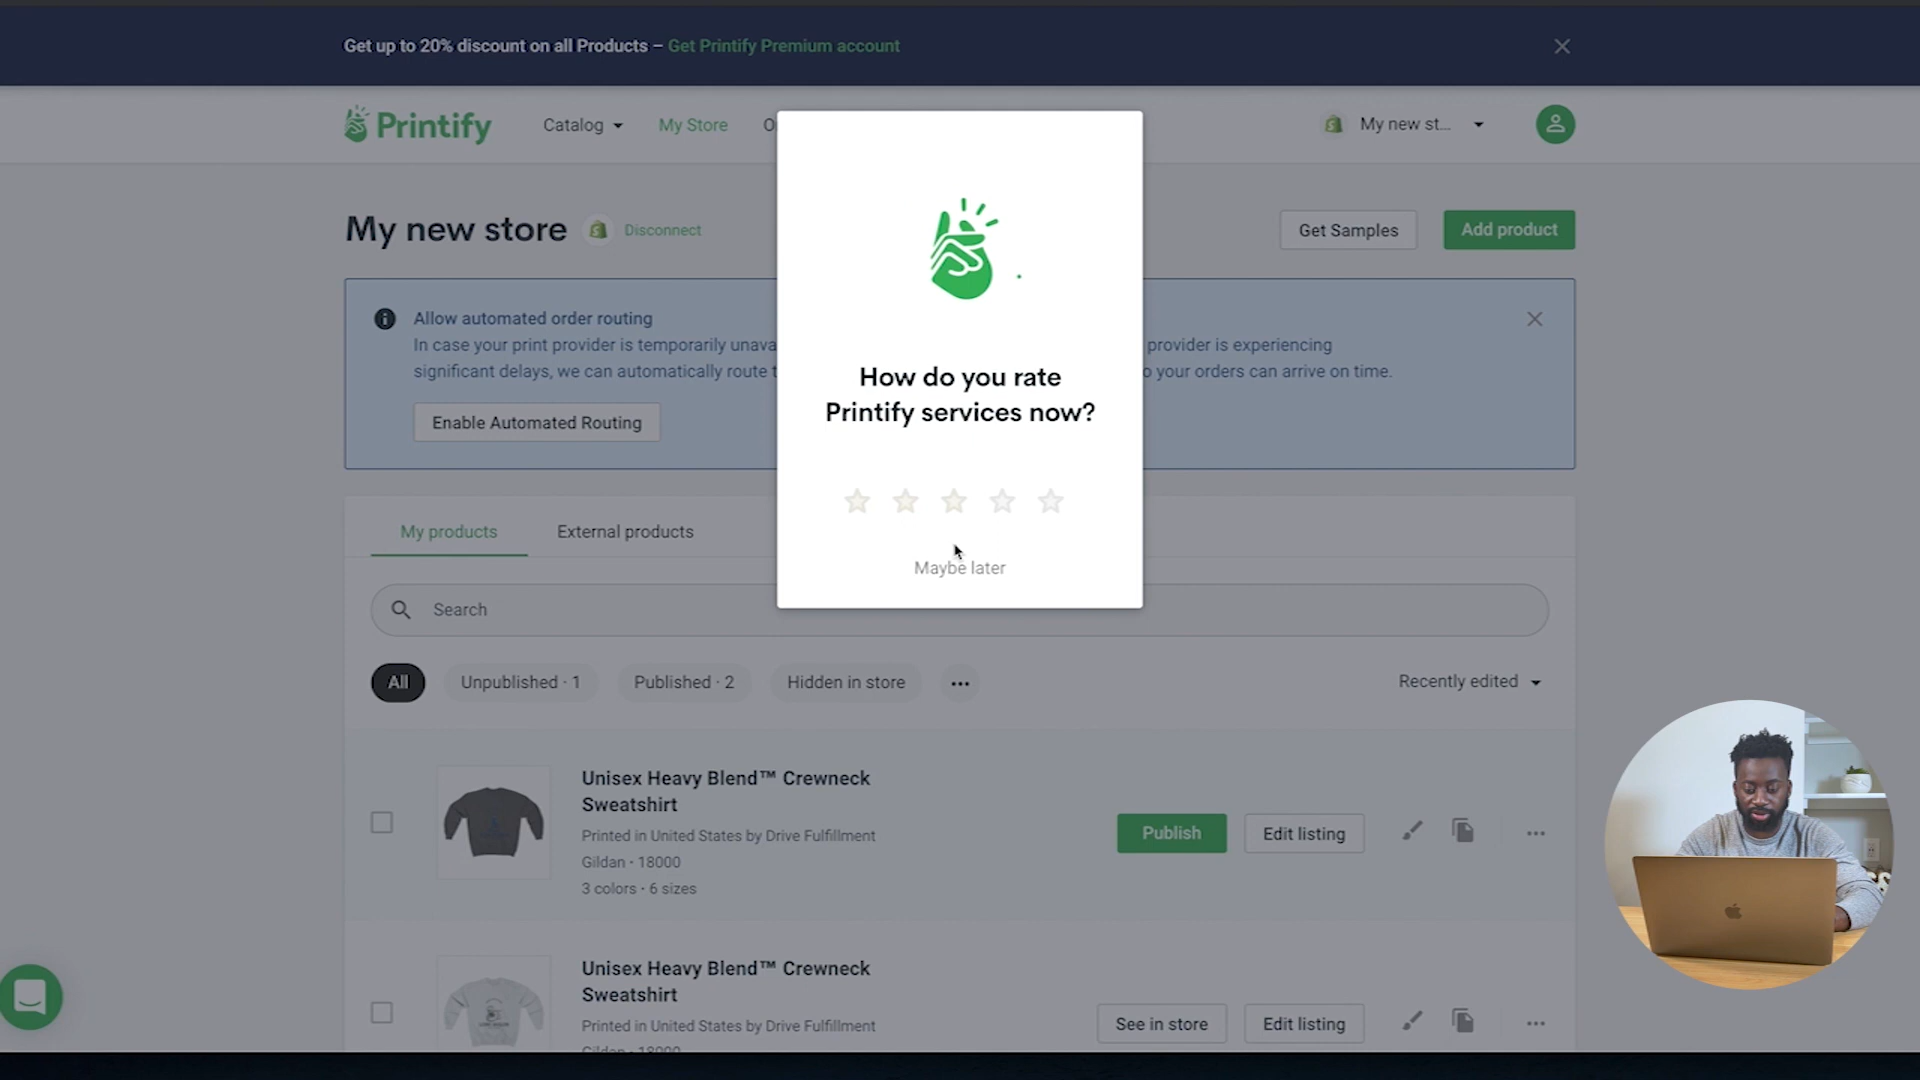 Get up to 20% discount on all Products – Get Printify Premium account
Printify
Catalog
My Store
My new st...
My new store
Disconnect
Get Samples
Add product
Allow automated order routing
In case your print provider is temporarily unava
provider is experiencing
significant delays, we can automatically route
your orders can arrive on time.
Enable Automated Routing
How do you rate
Printify services now?
Maybe later
My products
External products
Search
All
Unpublished · 1
Published · 2
Hidden in store
Recently edited
Unisex Heavy Blend™ Crewneck
Sweatshirt
Printed in United States by Drive Fulfillment
Gildan · 18000
3 colors · 6 sizes
Publish
Edit listing
Unisex Heavy Blend™ Crewneck
Sweatshirt
Printed in United States by Drive Fulfillment
Gildan · 18000
See in store
Edit listing